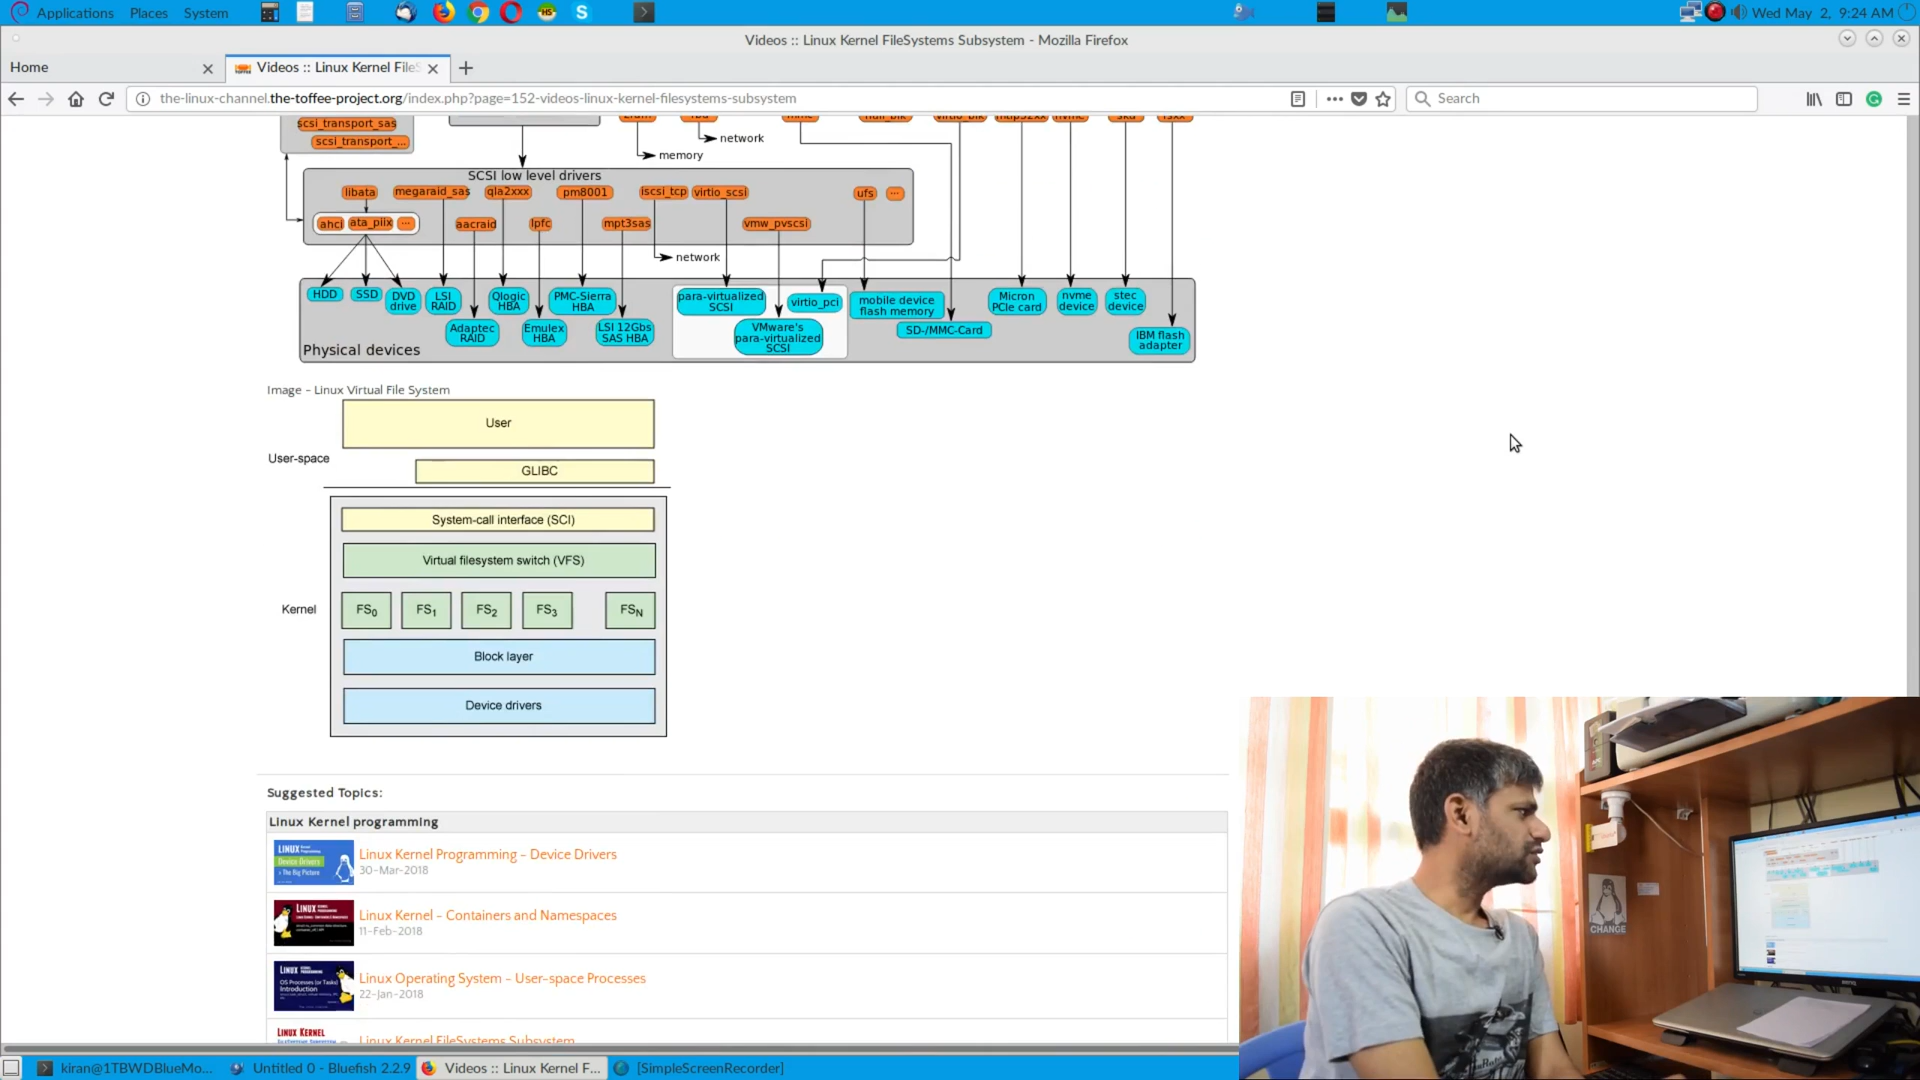 Applications Places System
Wed May 2, 9:24 AM
Videos :: Linux Kernel FileSystems Subsystem - Mozilla Firefox
Home
Videos :: Linux Kernel FileS
the-linux-channel.the-toffee-project.org/index.php?page=152-videos-linux-kernel-filesystems-subsystem
Search
scsi_transport_sas
scsi_transport_...
network
memory
SCSI low level drivers
libata megaraid_sas qla2xxx pm8001 iscsi_tcp virtio_scsi ufs ...
ahci ata_piix ... aacraid lpfc mpt3sas vmw_pvscsi
network
HDD SSD DVD drive LSI RAID Qlogic HBA PMC-Sierra HBA para-virtualized SCSI virtio_pci mobile device flash memory Micron PCIe card nvme device stec device
Adaptec RAID Emulex HBA LSI 12Gbs SAS HBA VMware's para-virtualized SCSI SD-/MMC-Card IBM flash adapter
Physical devices
Image - Linux Virtual File System
User
User-space
GLIBC
System-call interface (SCI)
Virtual filesystem switch (VFS)
Kernel
FS0 FS1 FS2 FS3 FSN
Block layer
Device drivers
Suggested Topics:
Linux Kernel programming
Linux Kernel Programming - Device Drivers
30-Mar-2018
Linux Kernel - Containers and Namespaces
11-Feb-2018
Linux Operating System - User-space Processes
22-Jan-2018
Linux Kernel FileSystems Subsystem
CHANGE
kiran@1TBWDBlueMo... Untitled 0 - Bluefish 2.2.9 Videos :: Linux Kernel F... [SimpleScreenRecorder]